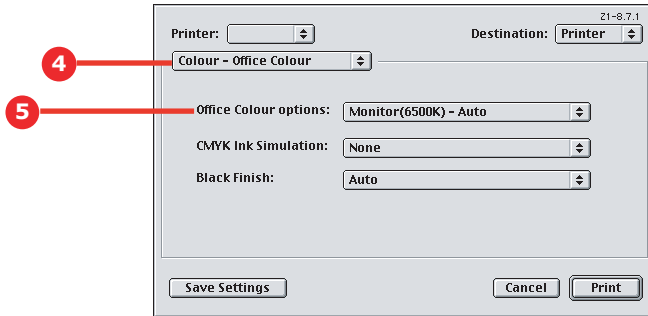 Z1-8.7.1
Printer:
Destination: Printer
4
Colour - Office Colour
5
Office Colour options: Monitor(6500K) - Auto
CMYK Ink Simulation: None
Black Finish: Auto
Save Settings
Cancel
Print